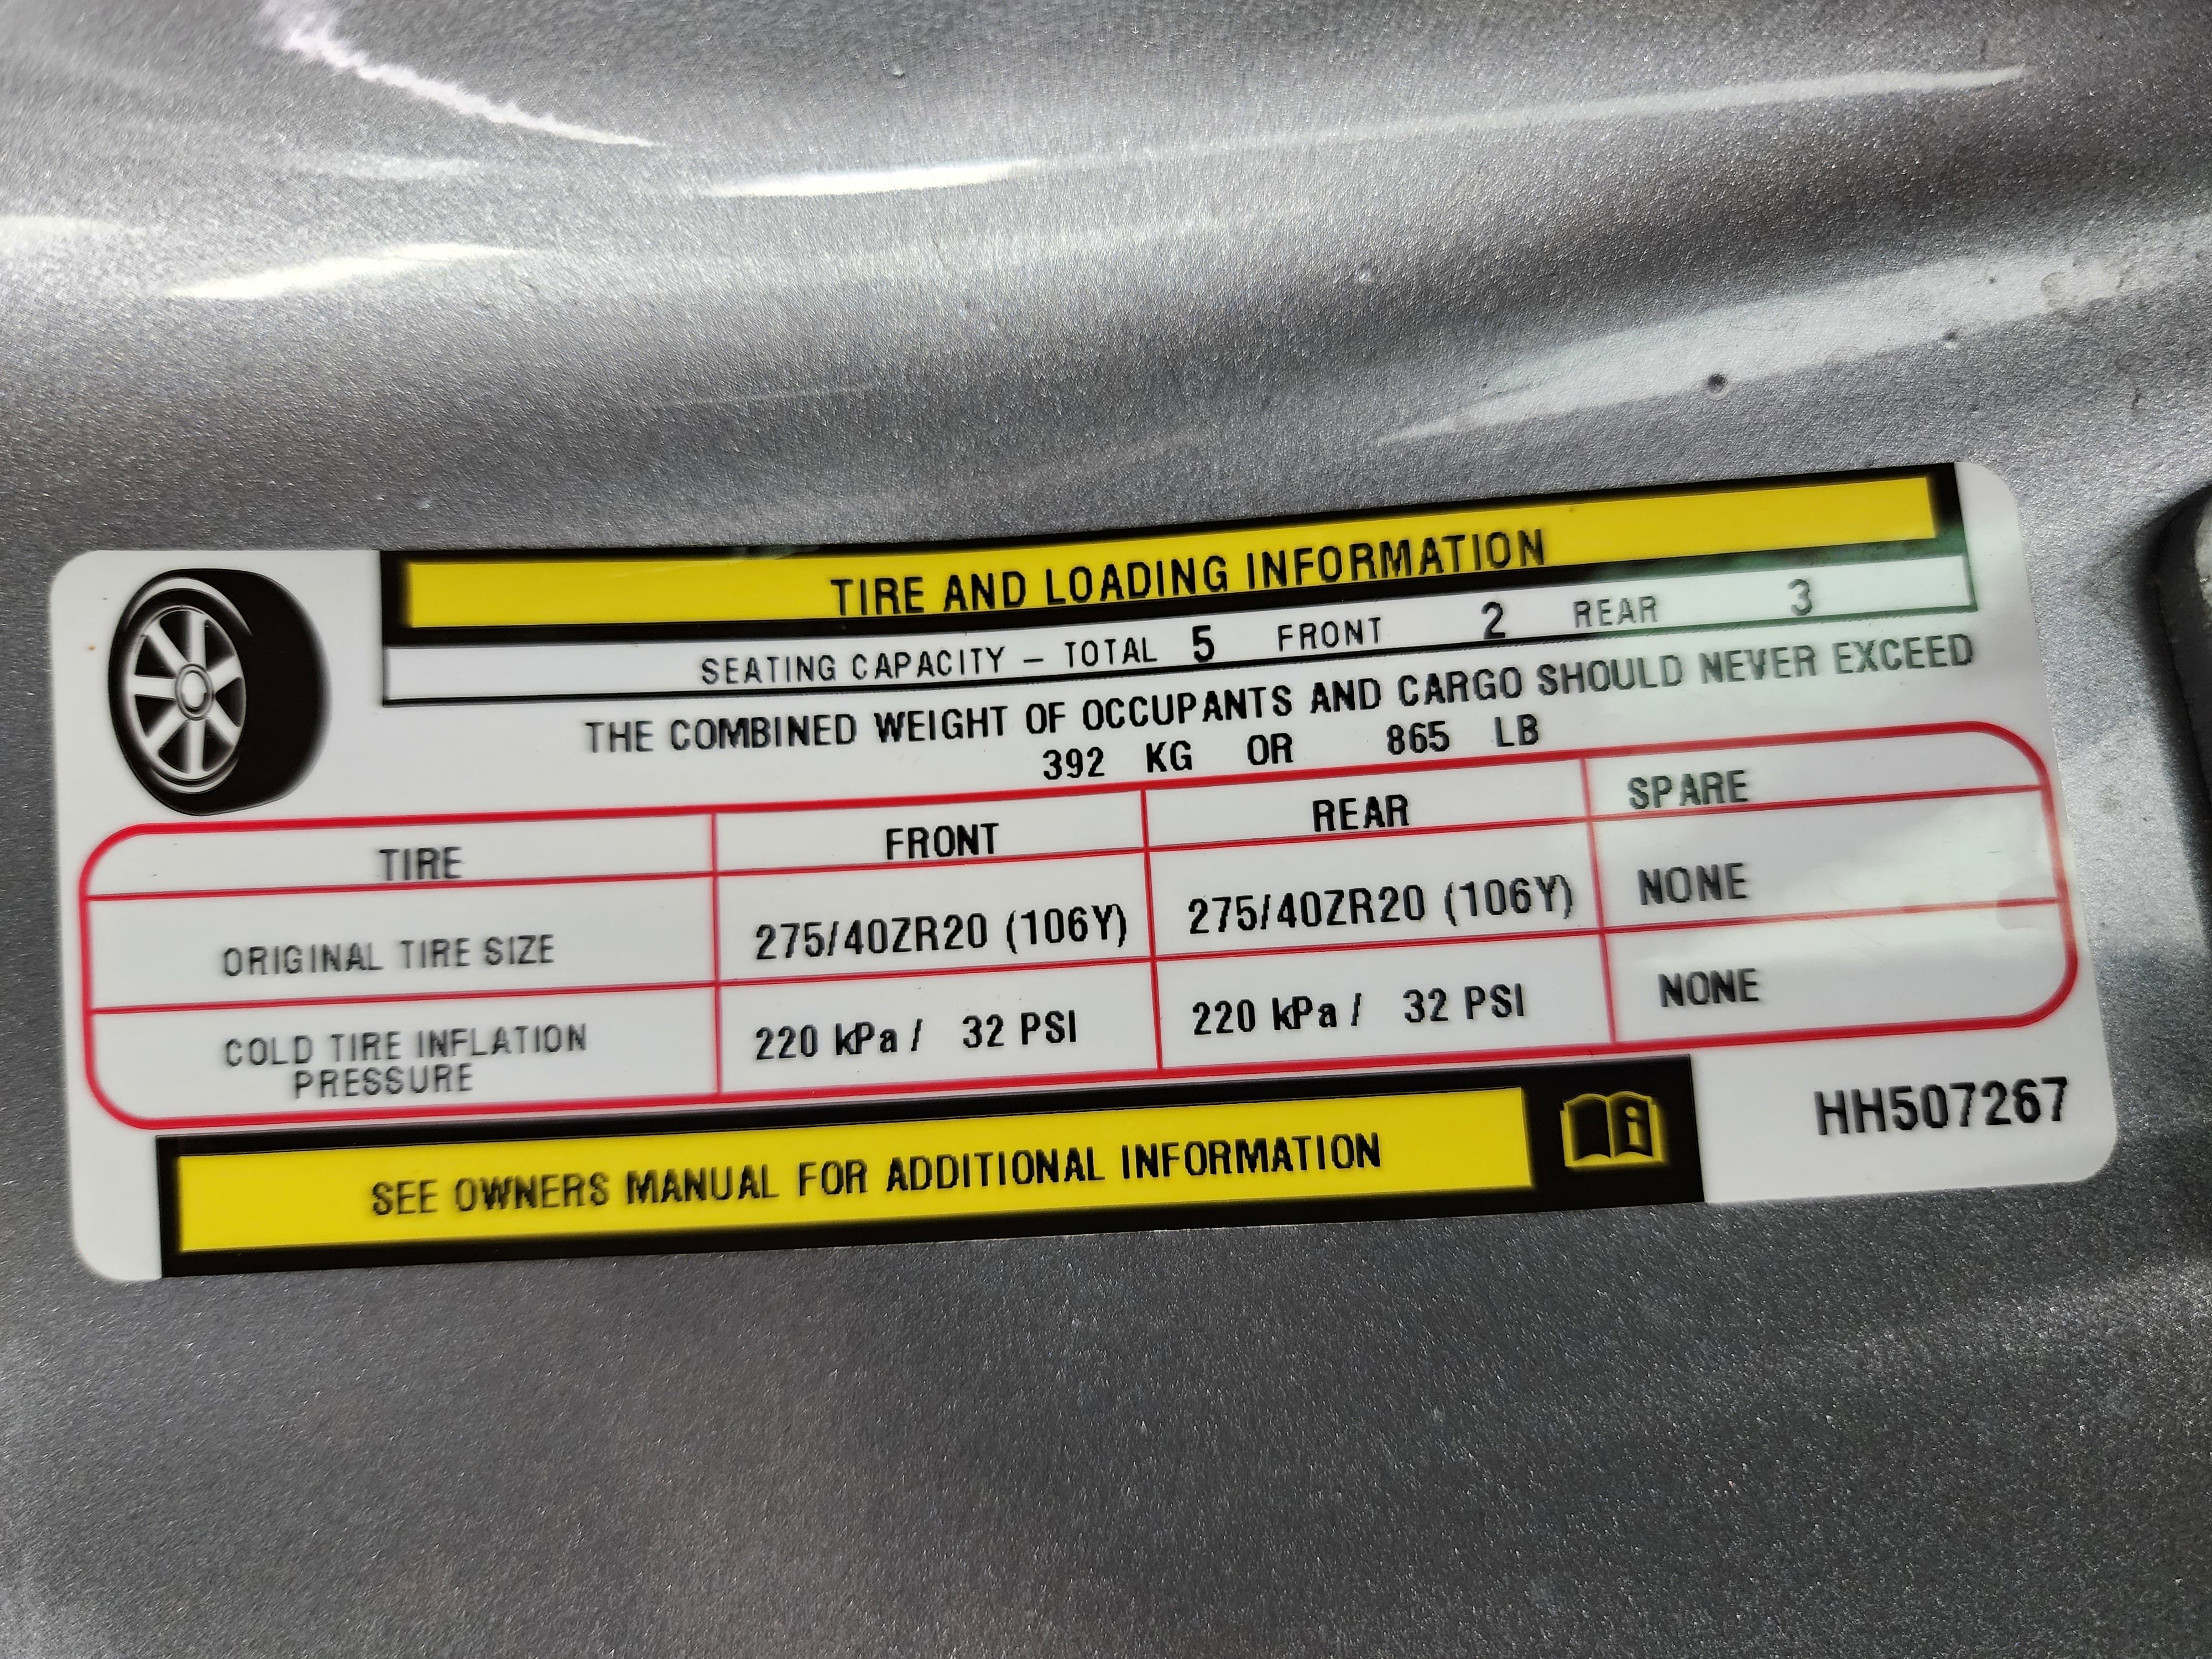 TIRE AND LOADING INFORMATION
SEATING CAPACITY – TOTAL 5 FRONT 2 REAR 3
THE COMBINED WEIGHT OF OCCUPANTS AND CARGO SHOULD NEVER EXCEED
392 KG OR 865 LB
TIRE FRONT REAR SPARE
ORIGINAL TIRE SIZE 275/40ZR20 (106Y) 275/40ZR20 (106Y) NONE
COLD TIRE INFLATION
PRESSURE 220 kPa / 32 PSI 220 kPa / 32 PSI NONE
SEE OWNERS MANUAL FOR ADDITIONAL INFORMATION
HH507267